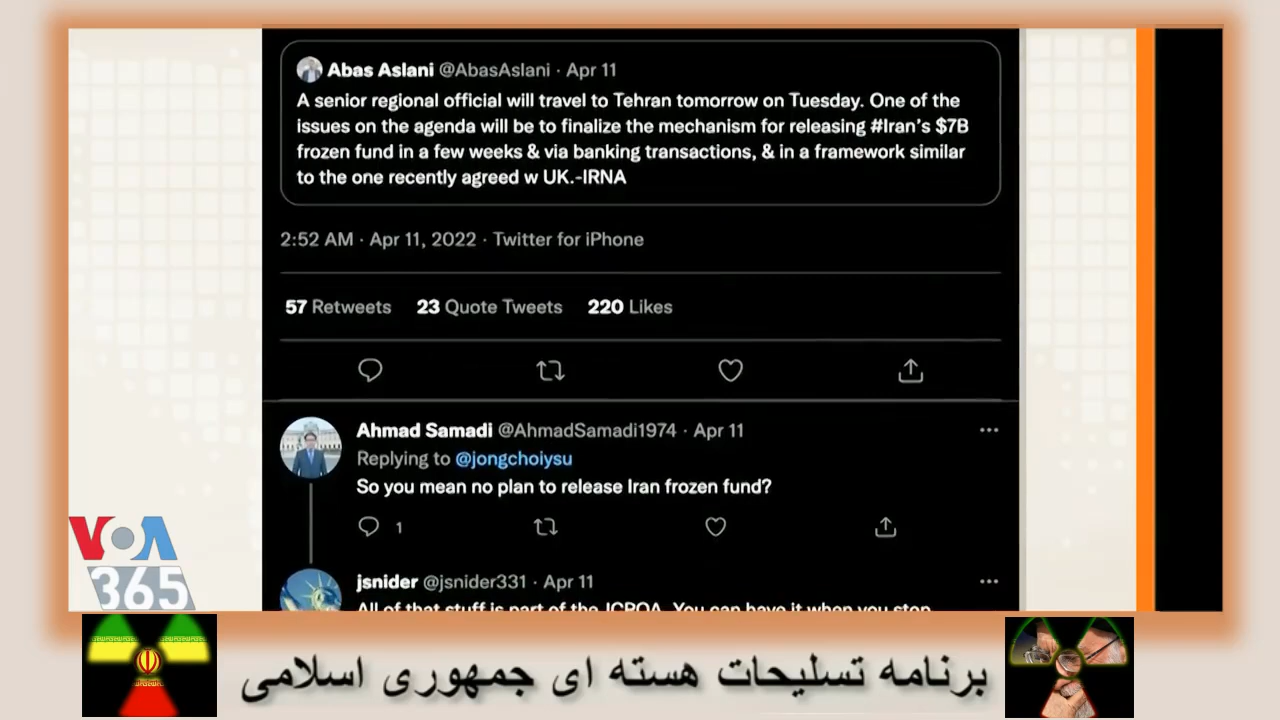 Abas Aslani @AbasAslani · Apr 11
A senior regional official will travel to Tehran tomorrow on Tuesday. One of the
issues on the agenda will be to finalize the mechanism for releasing #Iran's $7B
frozen fund in a few weeks & via banking transactions, & in a framework similar
to the one recently agreed w UK.-IRNA
2:52 AM · Apr 11, 2022 · Twitter for iPhone
57 Retweets 23 Quote Tweets 220 Likes
Ahmad Samadi @AhmadSamadi1974 · Apr 11
Replying to @jongchoiysu
So you mean no plan to release Iran frozen fund?
1
jsnider @jsnider331 · Apr 11
All of that stuff is part of the JCPOA. You can have it when you stop
VOA
365
برنامه تسلیحات هسته ای جمهوری اسلامی